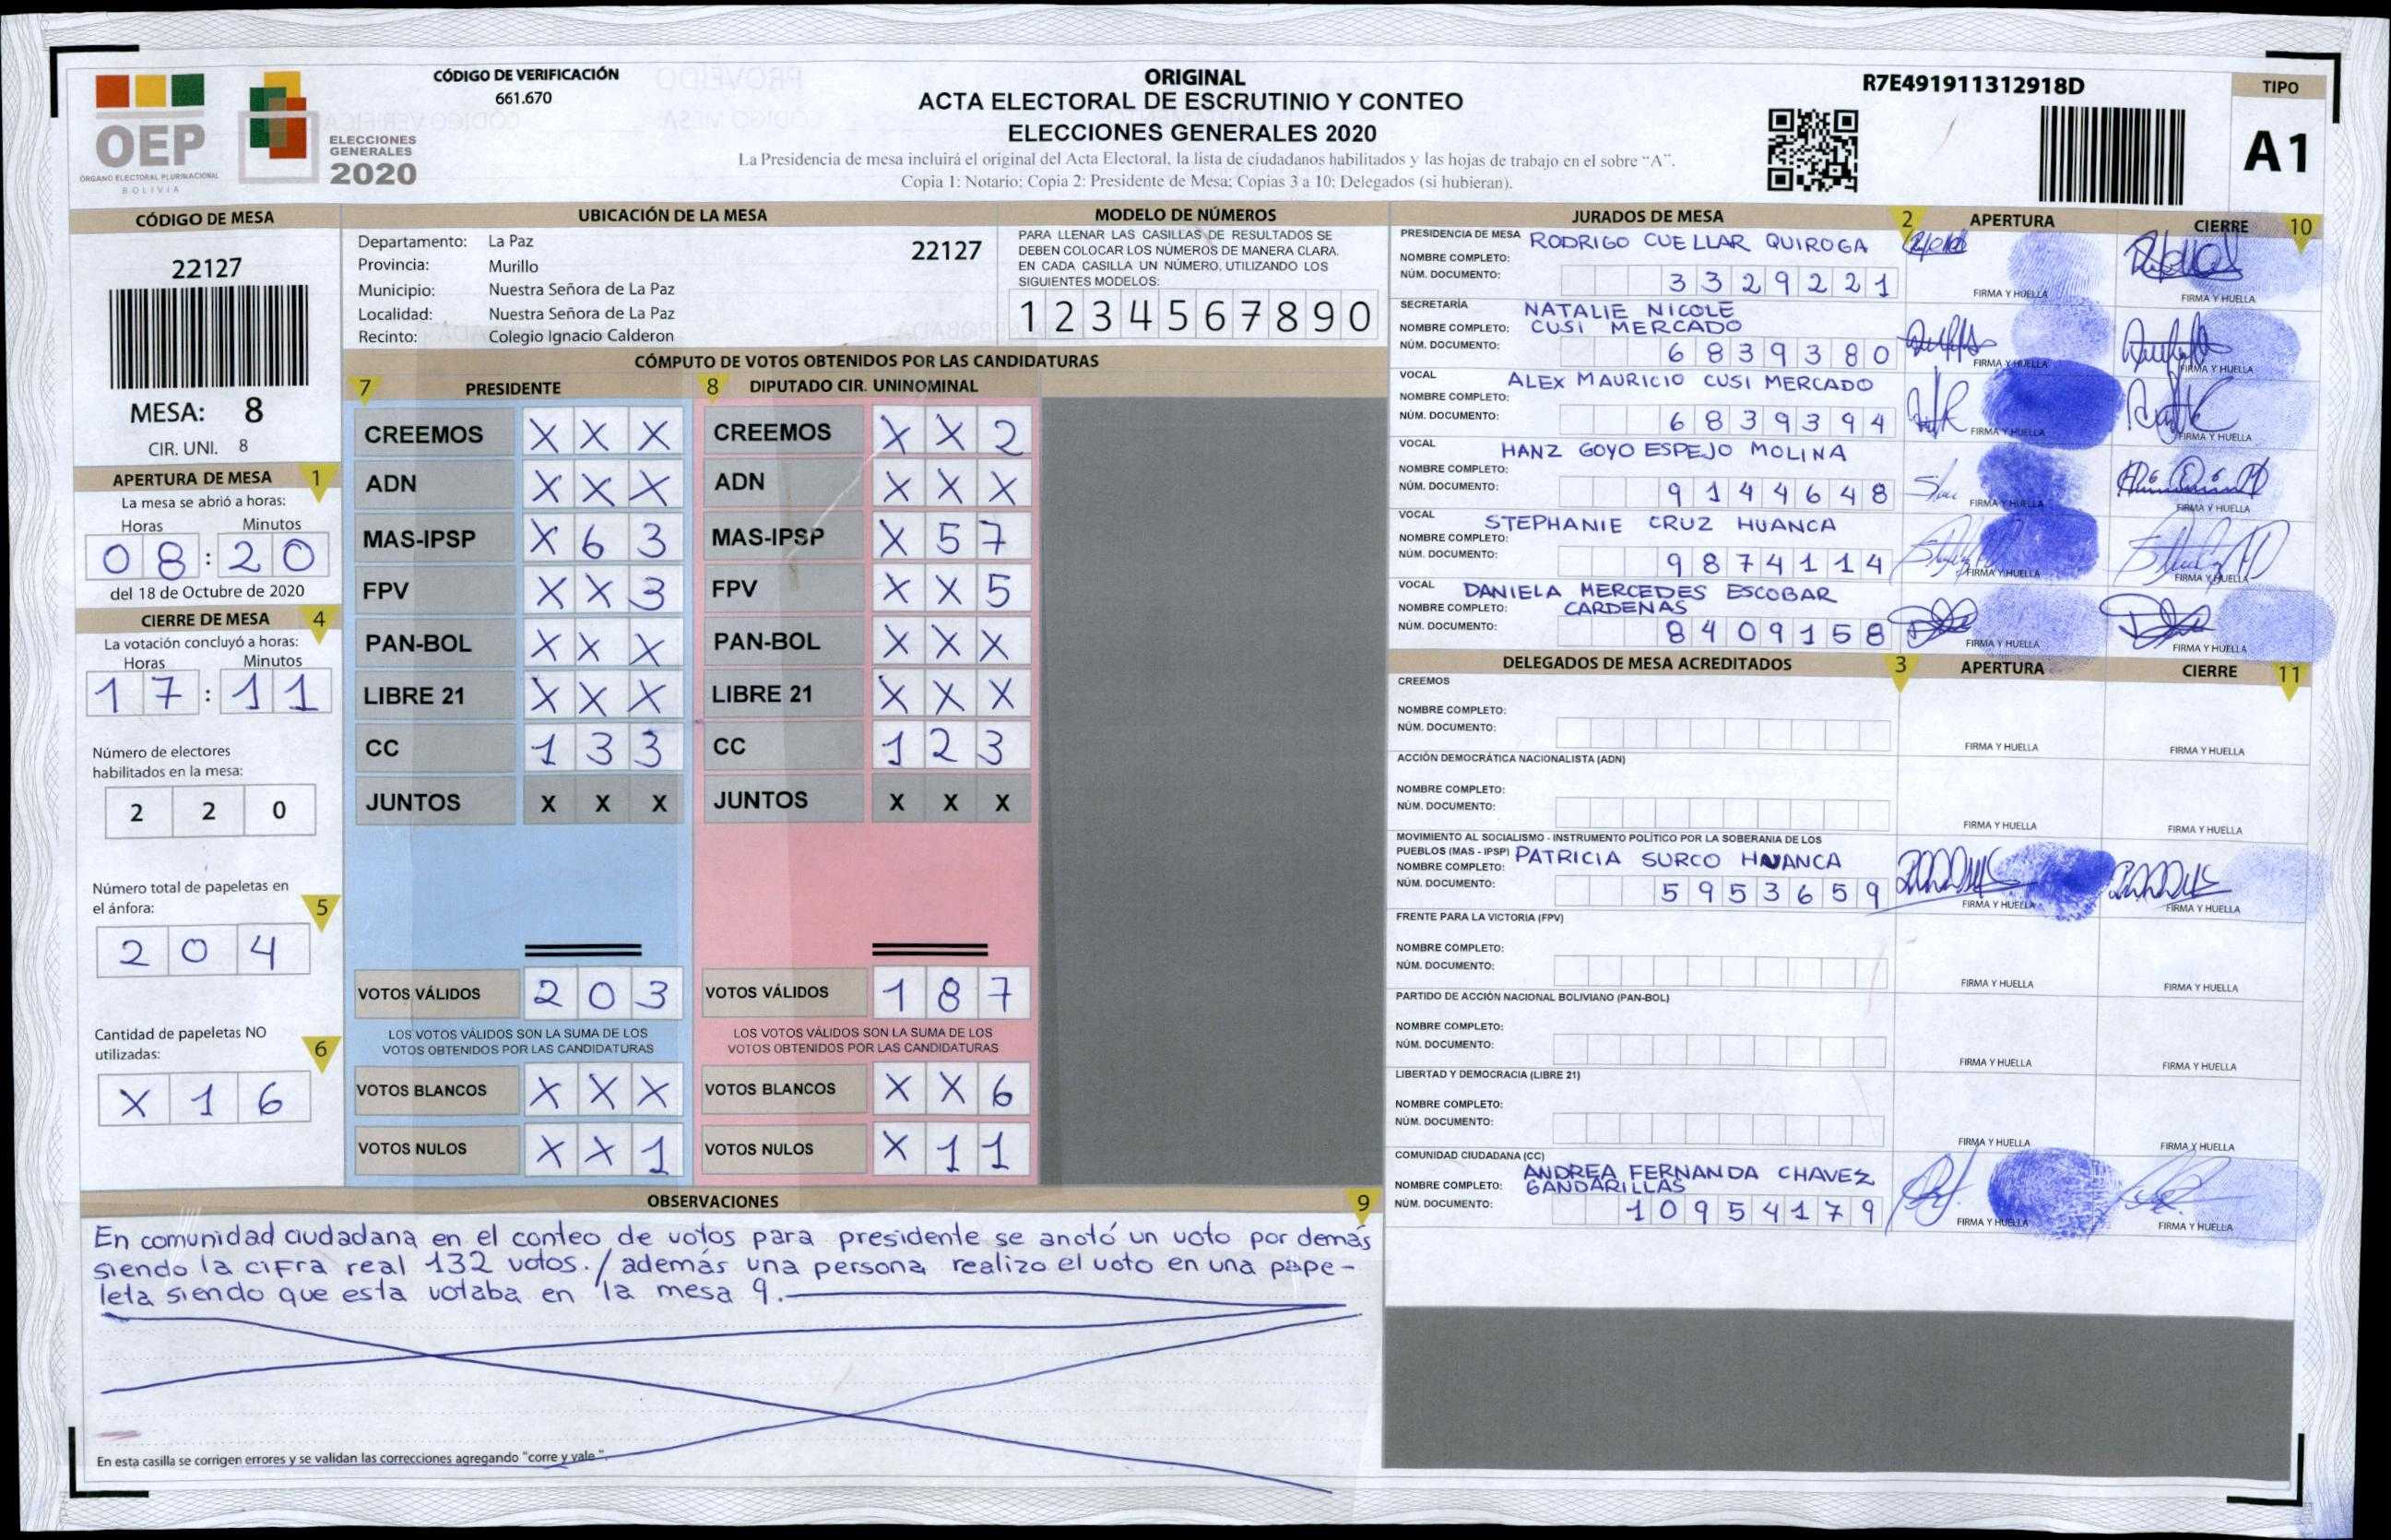 CÓDIGO DE VERIFICACIÓN
661.670
ORIGINAL
ACTA ELECTORAL DE ESCRUTINIO Y CONTEO
ELECCIONES GENERALES 2020
La Presidencia de mesa incluirá el original del Acta Electoral, la lista de ciudadanos habilitados y las hojas de trabajo en el sobre “A”.
Copia 1: Notario; Copia 2: Presidente de Mesa; Copias 3 a 10: Delegados (si hubieran).
R7E491911312918D
TIPO
A1
OEP
ÓRGANO ELECTORAL PLURINACIONAL
BOLIVIA
ELECCIONES
GENERALES
2020
CÓDIGO DE MESA
22127
MESA: 8
CIR. UNI. 8
APERTURA DE MESA 1
La mesa se abrió a horas:
Horas Minutos
08:20
del 18 de Octubre de 2020
CIERRE DE MESA 4
La votación concluyó a horas:
Horas Minutos
17:11
Número de electores
habilitados en la mesa:
2 2 0
Número total de papeletas en
el ánfora: 5
2 0 4
Cantidad de papeletas NO
utilizadas: 6
X 1 6
UBICACIÓN DE LA MESA
Departamento: La Paz 22127
Provincia: Murillo
Municipio: Nuestra Señora de La Paz
Localidad: Nuestra Señora de La Paz
Recinto: Colegio Ignacio Calderon
MODELO DE NÚMEROS
PARA LLENAR LAS CASILLAS DE RESULTADOS SE
DEBEN COLOCAR LOS NÚMEROS DE MANERA CLARA.
EN CADA CASILLA UN NÚMERO, UTILIZANDO LOS
SIGUIENTES MODELOS:
1 2 3 4 5 6 7 8 9 0
CÓMPUTO DE VOTOS OBTENIDOS POR LAS CANDIDATURAS
7 PRESIDENTE
CREEMOS X X X
ADN X X X
MAS-IPSP X 6 3
FPV X X 3
PAN-BOL X X X
LIBRE 21 X X X
CC 1 3 3
JUNTOS X X X
VOTOS VÁLIDOS 2 0 3
LOS VOTOS VÁLIDOS SON LA SUMA DE LOS
VOTOS OBTENIDOS POR LAS CANDIDATURAS
VOTOS BLANCOS X X X
VOTOS NULOS X X 1
8 DIPUTADO CIR. UNINOMINAL
CREEMOS X X 2
ADN X X X
MAS-IPSP X 5 7
FPV X X 5
PAN-BOL X X X
LIBRE 21 X X X
CC 1 2 3
JUNTOS X X X
VOTOS VÁLIDOS 1 8 7
LOS VOTOS VÁLIDOS SON LA SUMA DE LOS
VOTOS OBTENIDOS POR LAS CANDIDATURAS
VOTOS BLANCOS X X 6
VOTOS NULOS X 1 1
OBSERVACIONES 9
En comunidad ciudadana en el conteo de votos para presidente se anotó un voto por demás
siendo la cifra real 132 votos. / además una persona realizo el voto en una pape-
leta siendo que esta votaba en la mesa 9.
En esta casilla se corrigen errores y se validan las correcciones agregando "corre y vale".
JURADOS DE MESA 2 APERTURA CIERRE 10
PRESIDENCIA DE MESA RODRIGO CUELLAR QUIROGA
NOMBRE COMPLETO:
NÚM. DOCUMENTO: 3329221
FIRMA Y HUELLA FIRMA Y HUELLA
SECRETARÍA NATALIE NICOLE
NOMBRE COMPLETO: CUSI MERCADO
NÚM. DOCUMENTO: 6839380
FIRMA Y HUELLA FIRMA Y HUELLA
VOCAL ALEX MAURICIO CUSI MERCADO
NOMBRE COMPLETO:
NÚM. DOCUMENTO: 6839394
FIRMA Y HUELLA FIRMA Y HUELLA
VOCAL HANZ GOYO ESPEJO MOLINA
NOMBRE COMPLETO:
NÚM. DOCUMENTO: 9144648
FIRMA Y HUELLA FIRMA Y HUELLA
VOCAL STEPHANIE CRUZ HUANCA
NOMBRE COMPLETO:
NÚM. DOCUMENTO: 9874114
FIRMA Y HUELLA FIRMA Y HUELLA
VOCAL DANIELA MERCEDES ESCOBAR
NOMBRE COMPLETO: CARDENAS
NÚM. DOCUMENTO: 8409158
FIRMA Y HUELLA FIRMA Y HUELLA
DELEGADOS DE MESA ACREDITADOS 3 APERTURA CIERRE 11
CREEMOS
NOMBRE COMPLETO:
NÚM. DOCUMENTO:
FIRMA Y HUELLA FIRMA Y HUELLA
ACCIÓN DEMOCRÁTICA NACIONALISTA (ADN)
NOMBRE COMPLETO:
NÚM. DOCUMENTO:
FIRMA Y HUELLA FIRMA Y HUELLA
MOVIMIENTO AL SOCIALISMO - INSTRUMENTO POLÍTICO POR LA SOBERANIA DE LOS
PUEBLOS (MAS - IPSP) PATRICIA SURCO HUANCA
NOMBRE COMPLETO:
NÚM. DOCUMENTO: 5953659
FIRMA Y HUELLA FIRMA Y HUELLA
FRENTE PARA LA VICTORIA (FPV)
NOMBRE COMPLETO:
NÚM. DOCUMENTO:
FIRMA Y HUELLA FIRMA Y HUELLA
PARTIDO DE ACCIÓN NACIONAL BOLIVIANO (PAN-BOL)
NOMBRE COMPLETO:
NÚM. DOCUMENTO:
FIRMA Y HUELLA FIRMA Y HUELLA
LIBERTAD Y DEMOCRACIA (LIBRE 21)
NOMBRE COMPLETO:
NÚM. DOCUMENTO:
FIRMA Y HUELLA FIRMA Y HUELLA
COMUNIDAD CIUDADANA (CC)
ANDREA FERNANDA CHAVEZ
NOMBRE COMPLETO: GANDARILLAS
NÚM. DOCUMENTO: 10954179
FIRMA Y HUELLA FIRMA Y HUELLA